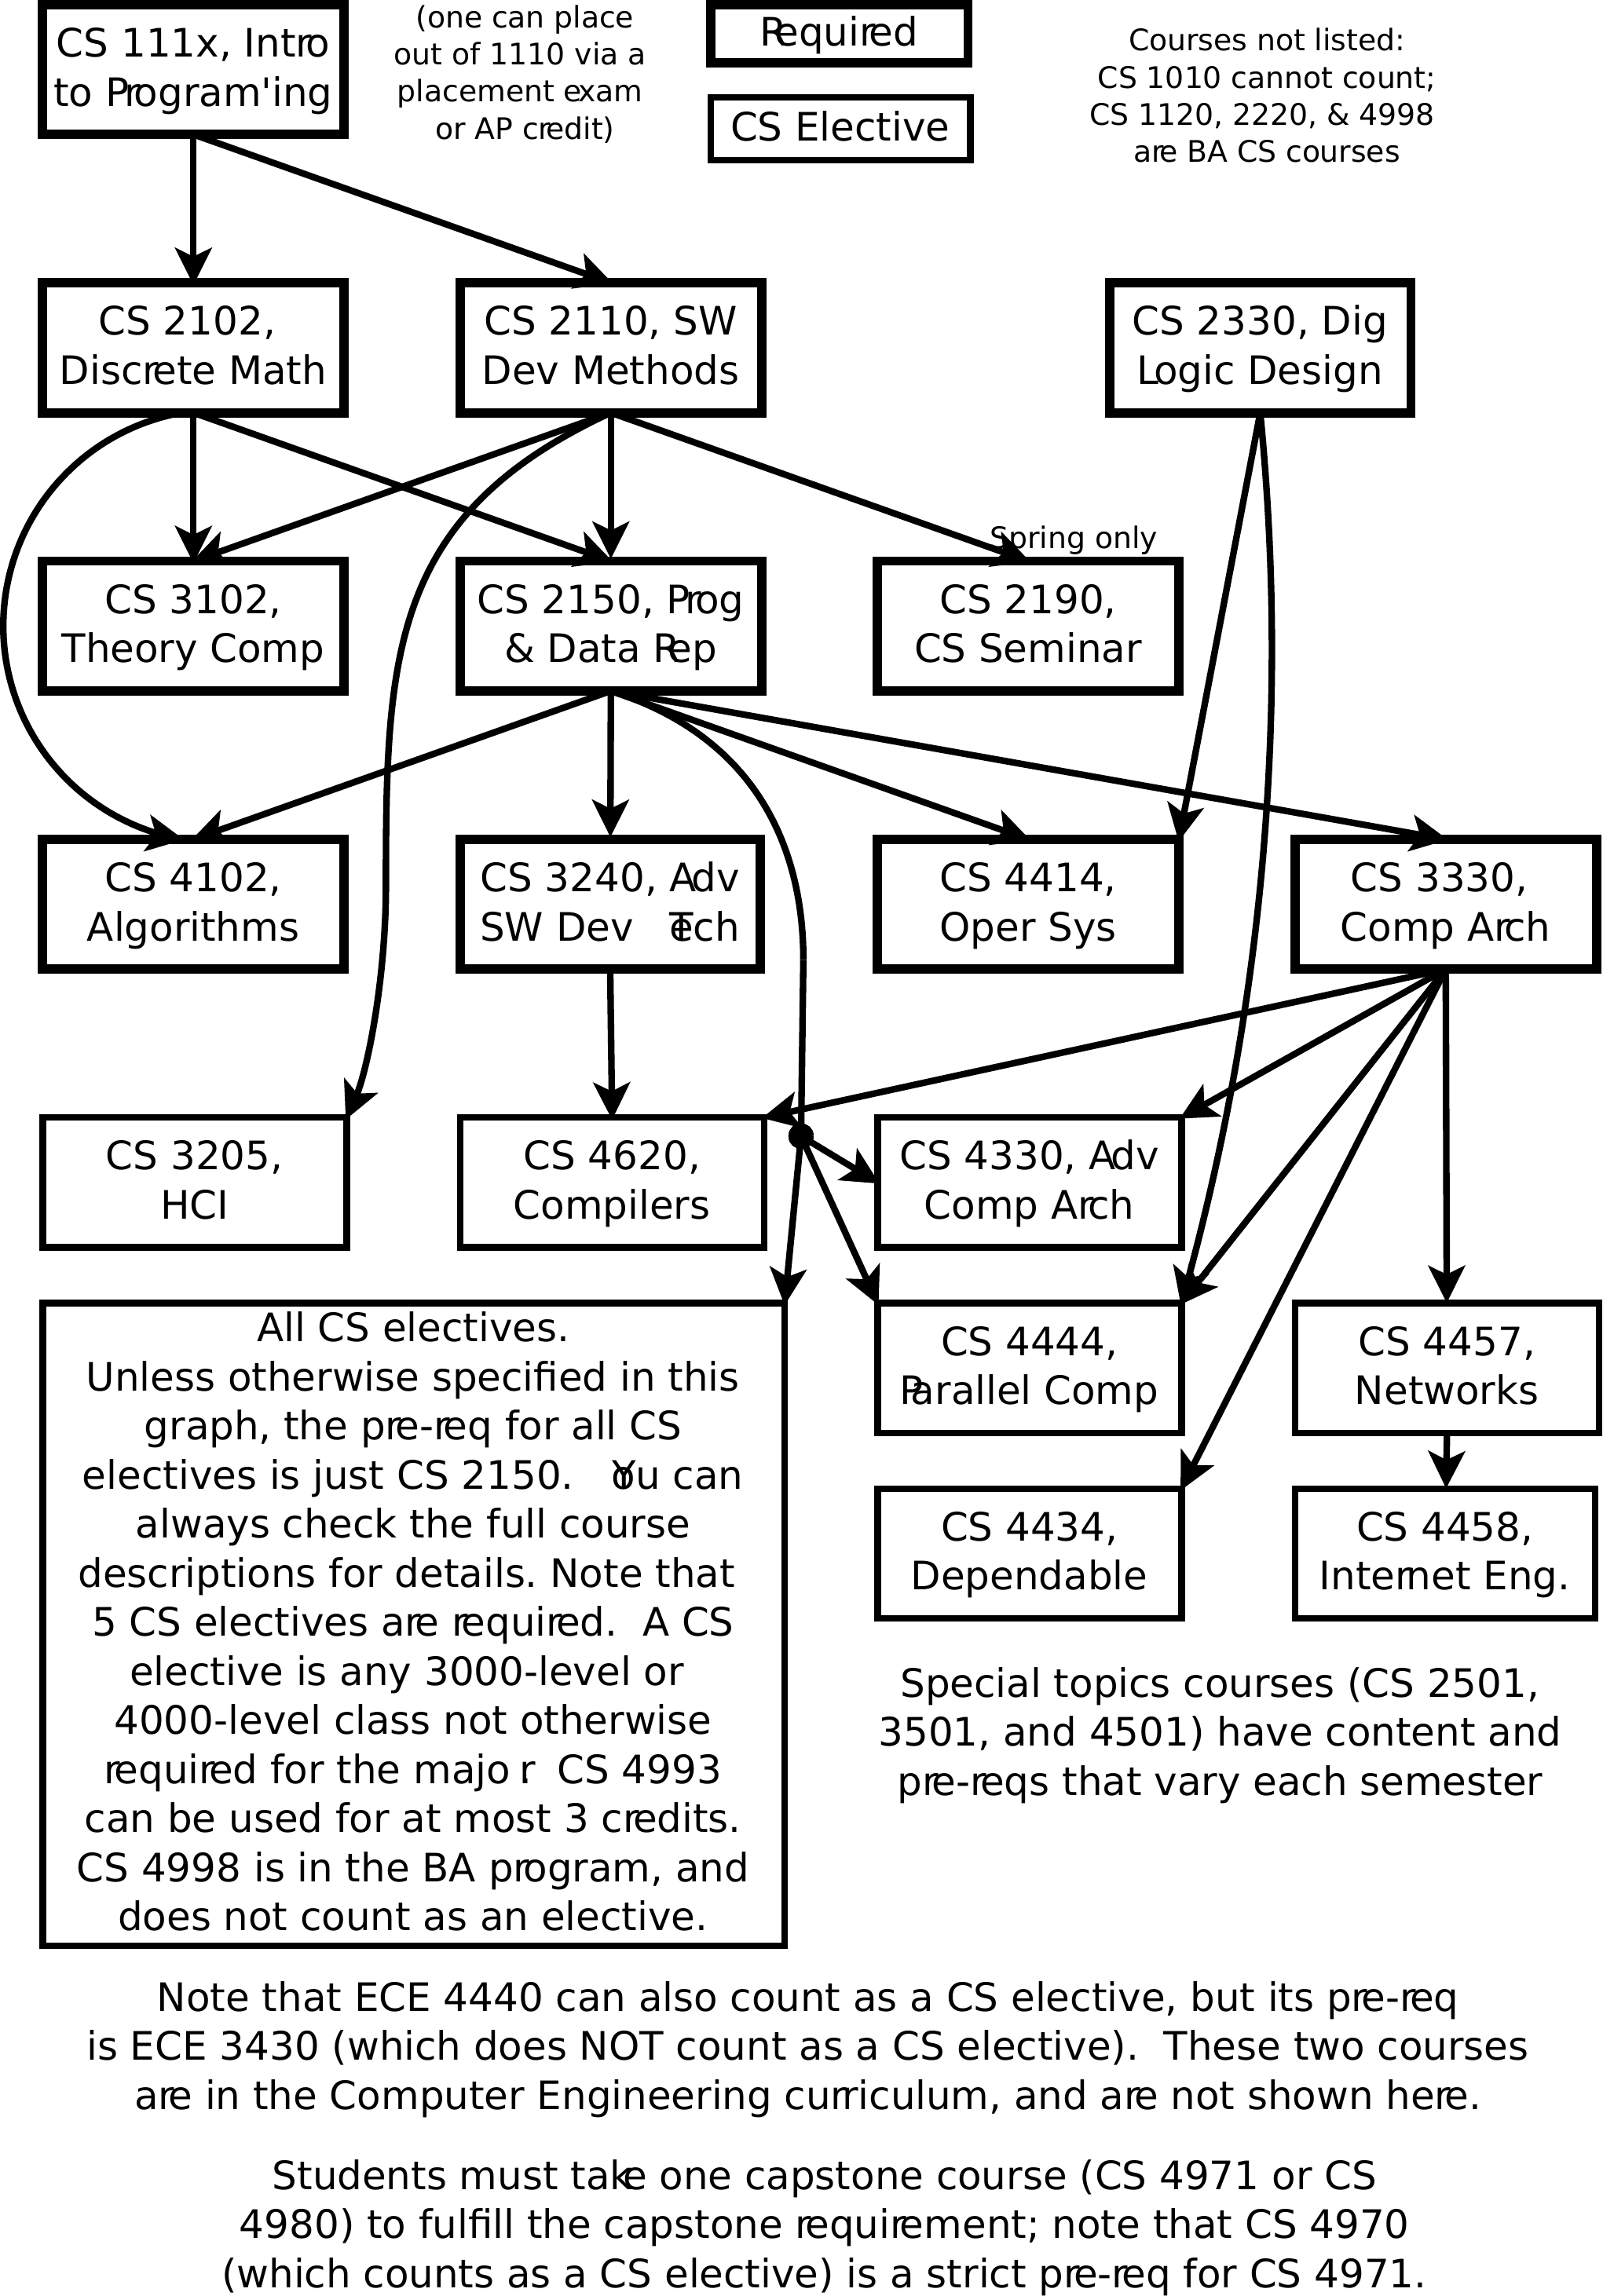 CS 111x, Intro
to Program'ing
(one can place
out of 1110 via a
placement exam
or AP credit)
Required
CS Elective
Courses not listed:
CS 1010 cannot count;
CS 1120, 2220, & 4998
are BA CS courses
CS 2102,
Discrete Math
CS 2110, SW
Dev Methods
CS 2330, Dig
Logic Design
CS 3102,
Theory Comp
CS 2150, Prog
& Data Rep
Spring only
CS 2190,
CS Seminar
CS 4102,
Algorithms
CS 3240, Adv
SW Dev Tech
CS 4414,
Oper Sys
CS 3330,
Comp Arch
CS 3205,
HCI
CS 4620,
Compilers
CS 4330, Adv
Comp Arch
All CS electives.
Unless otherwise specified in this
graph, the pre-req for all CS
electives is just CS 2150. You can
always check the full course
descriptions for details. Note that
5 CS electives are required. A CS
elective is any 3000-level or
4000-level class not otherwise
required for the major. CS 4993
can be used for at most 3 credits.
CS 4998 is in the BA program, and
does not count as an elective.
CS 4444,
Parallel Comp
CS 4457,
Networks
CS 4434,
Dependable
CS 4458,
Internet Eng.
Special topics courses (CS 2501,
3501, and 4501) have content and
pre-reqs that vary each semester
Note that ECE 4440 can also count as a CS elective, but its pre-req
is ECE 3430 (which does NOT count as a CS elective). These two courses
are in the Computer Engineering curriculum, and are not shown here.
Students must take one capstone course (CS 4971 or CS
4980) to fulfill the capstone requirement; note that CS 4970
(which counts as a CS elective) is a strict pre-req for CS 4971.